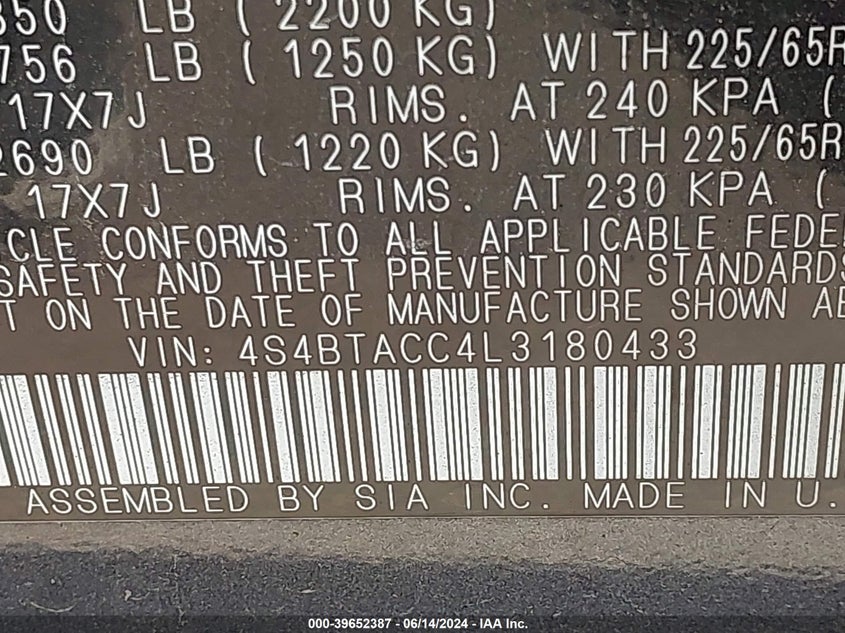 850 LB ( 2200 KG)
756 LB ( 1250 KG) WITH 225/65R
17X7J RIMS. AT 240 KPA (
2690 LB ( 1220 KG) WITH 225/65R
17X7J RIMS. AT 230 KPA (
CLE CONFORMS TO ALL APPLICABLE FEDE
SAFETY AND THEFT PREVENTION STANDARDS
T ON THE DATE OF MANUFACTURE SHOWN AB
VIN: 4S4BTACC4L3180433
ASSEMBLED BY SIA INC. MADE IN U.
000-39652387 - 06/14/2024 - IAA Inc.